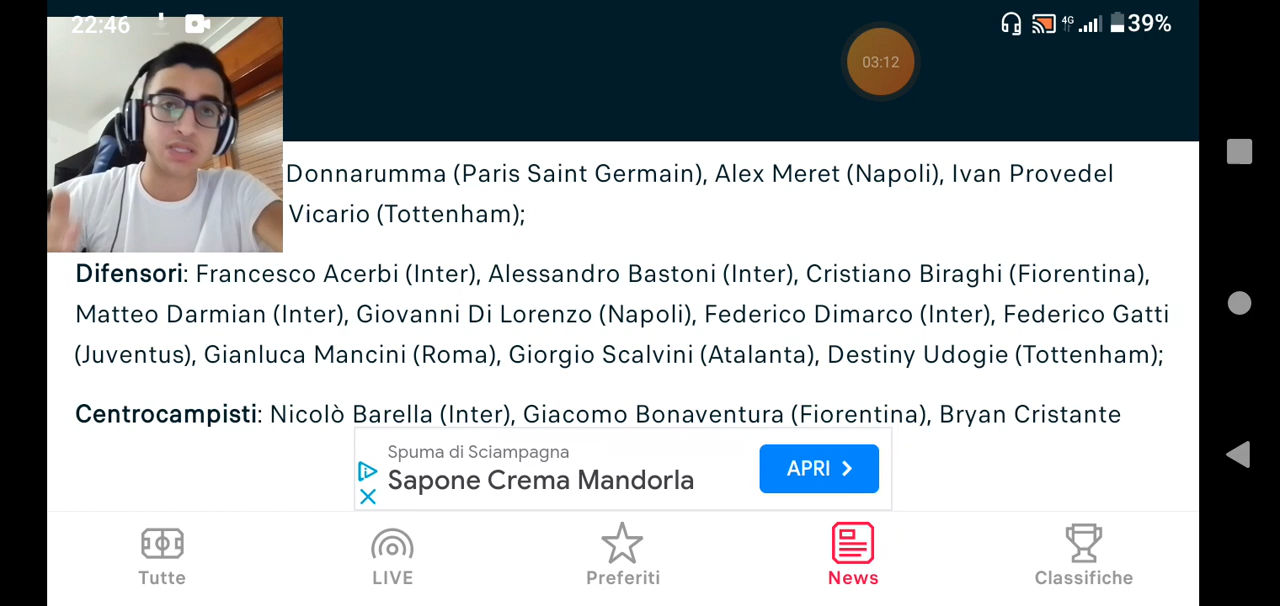 22:46
4G
39%
03:12
Donnarumma (Paris Saint Germain), Alex Meret (Napoli), Ivan Provedel
Vicario (Tottenham);
Difensori: Francesco Acerbi (Inter), Alessandro Bastoni (Inter), Cristiano Biraghi (Fiorentina),
Matteo Darmian (Inter), Giovanni Di Lorenzo (Napoli), Federico Dimarco (Inter), Federico Gatti
(Juventus), Gianluca Mancini (Roma), Giorgio Scalvini (Atalanta), Destiny Udogie (Tottenham);
Centrocampisti: Nicolò Barella (Inter), Giacomo Bonaventura (Fiorentina), Bryan Cristante
Spuma di Sciampagna
Sapone Crema Mandorla
APRI
Tutte
LIVE
Preferiti
News
Classifiche